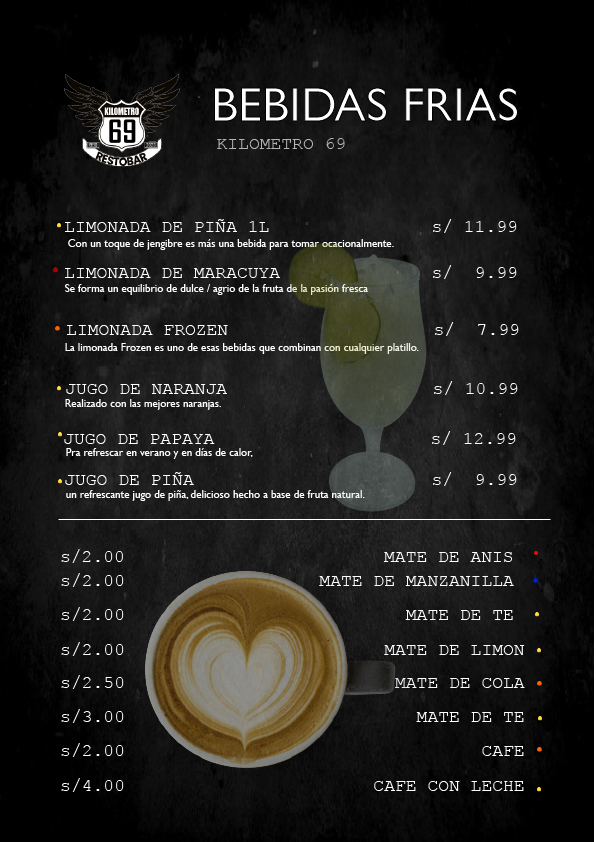 KILOMETRO
69
RESTOBAR
BEBIDAS FRIAS
KILOMETRO 69
LIMONADA DE PIÑA 1L s/ 11.99
Con un toque de jengibre es más una bebida para tomar ocacionalmente.
LIMONADA DE MARACUYA s/ 9.99
Se forma un equilibrio de dulce / agrio de la fruta de la pasión fresca
LIMONADA FROZEN s/ 7.99
La limonada Frozen es uno de esas bebidas que combinan con cualquier platillo.
JUGO DE NARANJA s/ 10.99
Realizado con las mejores naranjas.
JUGO DE PAPAYA s/ 12.99
Pra refrescar en verano y en días de calor,
JUGO DE PIÑA s/ 9.99
un refrescante jugo de piña, delicioso hecho a base de fruta natural.
s/2.00 MATE DE ANIS
s/2.00 MATE DE MANZANILLA
s/2.00 MATE DE TE
s/2.00 MATE DE LIMON
s/2.50 MATE DE COLA
s/3.00 MATE DE TE
s/2.00 CAFE
s/4.00 CAFE CON LECHE